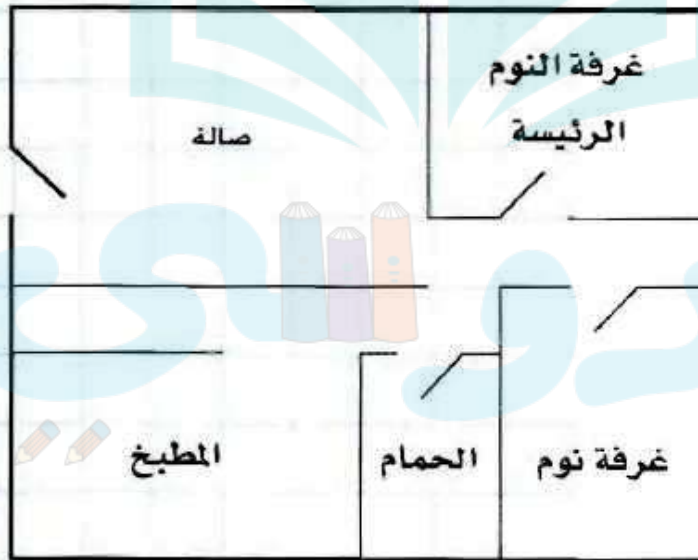 غرفة النوم
الرئيسة
صالة
غرفة نوم
الحمام
المطبخ